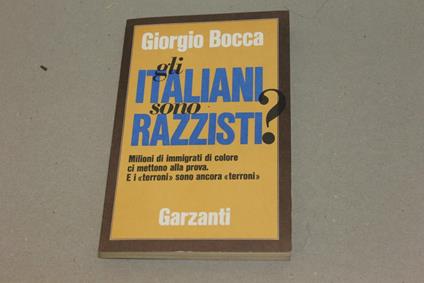 Giorgio Bocca
gli
ITALIANI
sono
RAZZISTI?
Milioni di immigrati di colore
ci mettono alla prova.
E i «terroni» sono ancora «terroni»
Garzanti